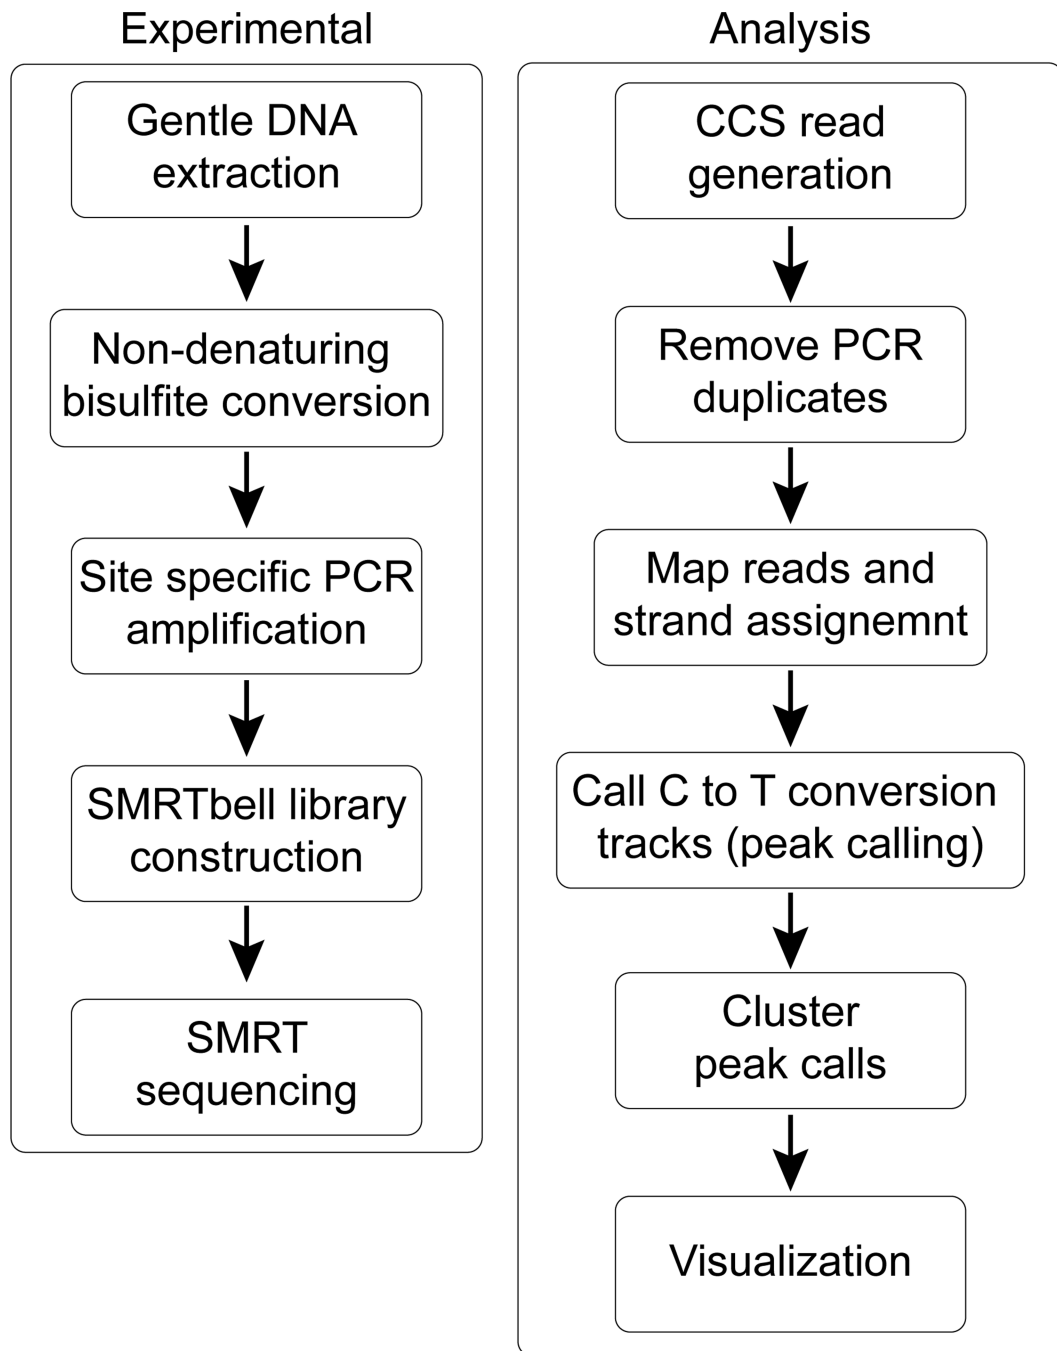 Experimental
Gentle DNA
extraction
Non-denaturing
bisulfite conversion
Site specific PCR
amplification
SMRTbell library
construction
SMRT
sequencing
Analysis
CCS read
generation
Remove PCR
duplicates
Map reads and
strand assignemnt
Call C to T conversion
tracks (peak calling)
Cluster
peak calls
Visualization